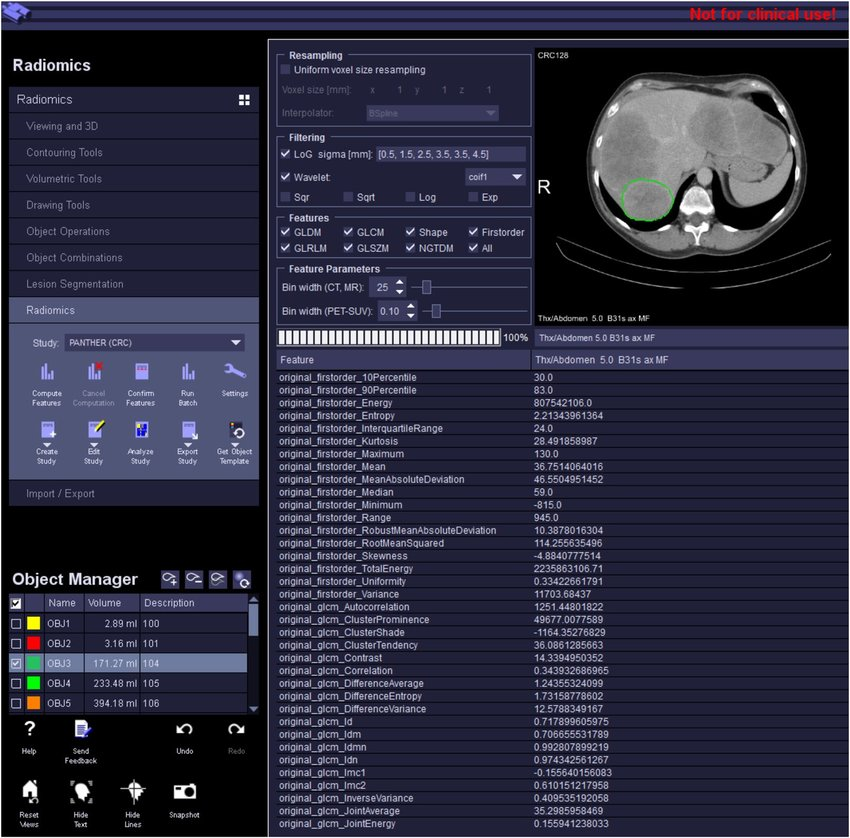 Not for clinical use!
Radiomics
Radiomics
Viewing and 3D
Contouring Tools
Volumetric Tools
Drawing Tools
Object Operations
Object Combinations
Lesion Segmentation
Radiomics
Study: PANTHER (CRC)
Compute Features
Cancel Computation
Confirm Features
Run Batch
Settings
Create Study
Edit Study
Analyze Study
Export Study
Get Object Template
Import / Export
Object Manager
Name Volume Description
OBJ1 2.89 ml 100
OBJ2 3.16 ml 101
OBJ3 171.27 ml 104
OBJ4 233.48 ml 105
OBJ5 394.18 ml 106
?
Help
Send Feedback
Undo
Redo
Reset Views
Hide Text
Hide Lines
Snapshot
Resampling
Uniform voxel size resampling
Voxel size [mm]: x 1 y 1 z 1
Interpolator: BSpline
Filtering
LoG sigma [mm]: [0.5, 1.5, 2.5, 3.5, 3.5, 4.5]
Wavelet: coif1
Sqr Sqrt Log Exp
Features
GLDM GLCM Shape Firstorder
GLRLM GLSZM NGTDM All
Feature Parameters
Bin width (CT, MR): 25
Bin width (PET-SUV): 0.10
100%
CRC128
R
Thx/Abdomen 5.0 B31s ax MF
Thx/Abdomen 5.0 B31s ax MF
Feature Thx/Abdomen 5.0 B31s ax MF
original_firstorder_10Percentile 30.0
original_firstorder_90Percentile 83.0
original_firstorder_Energy 807542106.0
original_firstorder_Entropy 2.21343961364
original_firstorder_InterquartileRange 24.0
original_firstorder_Kurtosis 28.491858987
original_firstorder_Maximum 130.0
original_firstorder_Mean 36.7514064016
original_firstorder_MeanAbsoluteDeviation 46.5504951452
original_firstorder_Median 59.0
original_firstorder_Minimum -815.0
original_firstorder_Range 945.0
original_firstorder_RobustMeanAbsoluteDeviation 10.3878016304
original_firstorder_RootMeanSquared 114.255635496
original_firstorder_Skewness -4.8840777514
original_firstorder_TotalEnergy 2235863106.71
original_firstorder_Uniformity 0.33422661791
original_firstorder_Variance 11703.68437
original_glcm_Autocorrelation 1251.44801822
original_glcm_ClusterProminence 49677.0077589
original_glcm_ClusterShade -1164.35276829
original_glcm_ClusterTendency 36.0861285663
original_glcm_Contrast 14.3394950352
original_glcm_Correlation 0.343932686965
original_glcm_DifferenceAverage 1.24355324099
original_glcm_DifferenceEntropy 1.73158778602
original_glcm_DifferenceVariance 12.5788349167
original_glcm_Id 0.717899605975
original_glcm_Idm 0.706655531789
original_glcm_Idmn 0.992807899219
original_glcm_Idn 0.974342561267
original_glcm_Imc1 -0.155640156083
original_glcm_Imc2 0.610151217958
original_glcm_InverseVariance 0.409535192058
original_glcm_JointAverage 35.2985958469
original_glcm_JointEnergy 0.155941238033